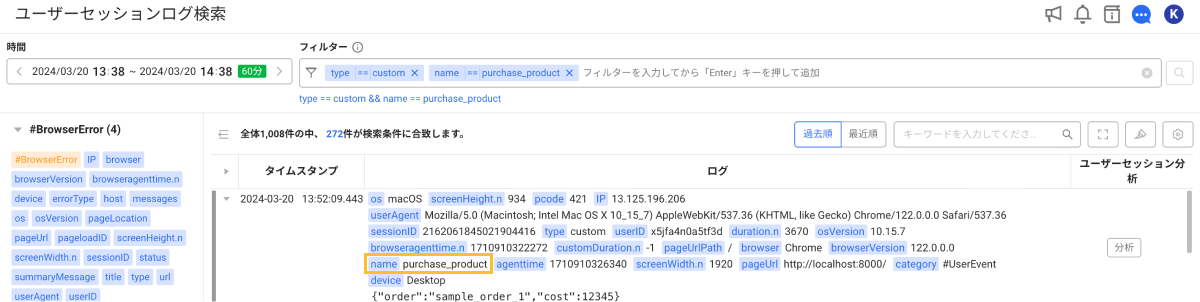 ユーザーセッションログ検索
K
時間
フィルター
2024/03/20 13:38 ~ 2024/03/20 14:38 60分
type == custom × name == purchase_product × フィルターを入力してから「Enter」キーを押して追加
type == custom && name == purchase_product
#BrowserError (4)
#BrowserError IP browser
browserVersion browseragenttime.n
device errorType host messages
os osVersion pageLocation
pageUrl pageloadID screenHeight.n
screenWidth.n sessionID status
summaryMessage title type url
userAgent userID
全体1,008件の中、 272件が検索条件に合致します。
過去順 最近順 キーワードを入力してくださ...
タイムスタンプ ログ ユーザーセッション分析
2024-03-20 13:52:09.443 os macOS screenHeight.n 934 pcode 421 IP 13.125.196.206
userAgent Mozilla/5.0 (Macintosh; Intel Mac OS X 10_15_7) AppleWebKit/537.36 (KHTML, like Gecko) Chrome/122.0.0.0 Safari/537.36
sessionID 2162061845021904416 type custom userID x5jfa4n0a5tf3d duration.n 3670 osVersion 10.15.7
browseragenttime.n 1710910322272 customDuration.n -1 pageUrlPath / browser Chrome browserVersion 122.0.0.0
name purchase_product agenttime 1710910326340 screenWidth.n 1920 pageUrl http://localhost:8000/ category #UserEvent
device Desktop
{"order":"sample_order_1","cost":12345}
分析